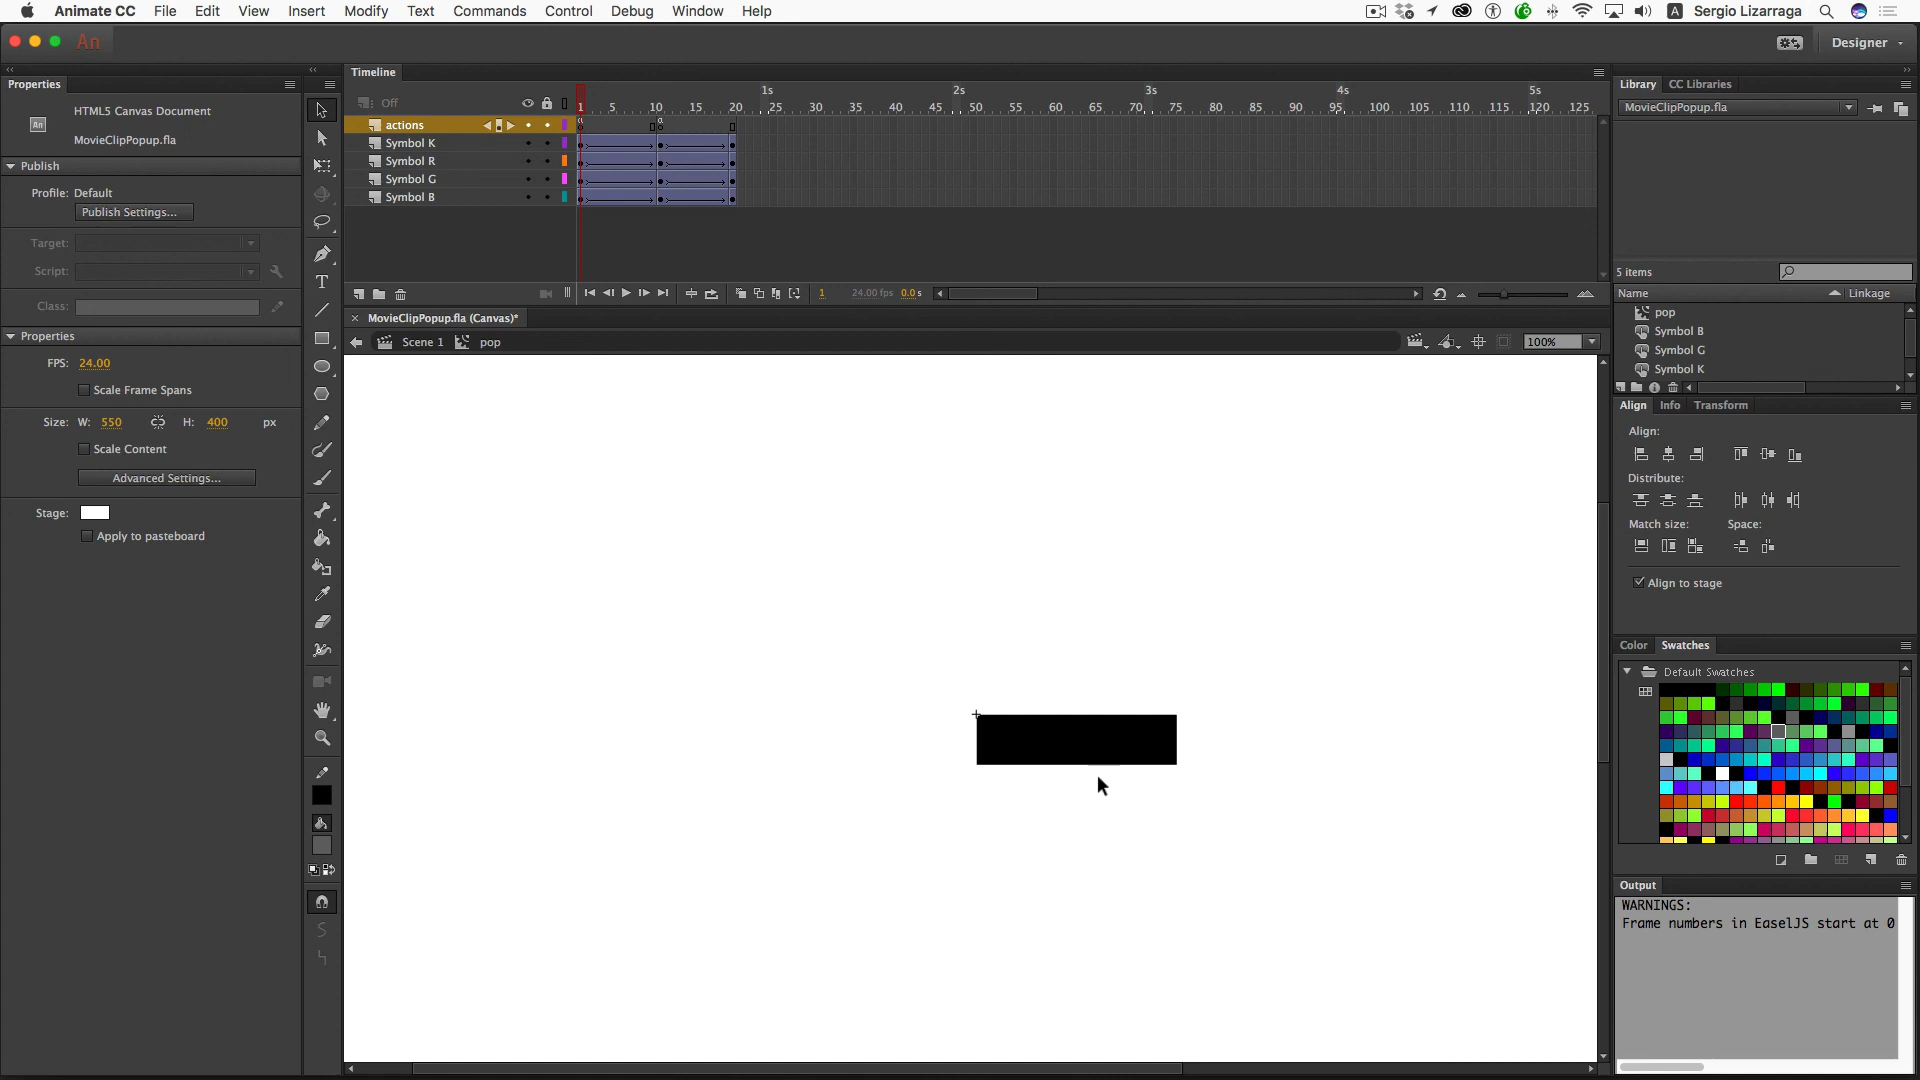 Animate CC File Edit View Insert Modify Text Commands Control Debug Window Help A Sergio Lizarraga
An Designer
Properties
HTML5 Canvas Document
An
MovieClipPopup.fla
Publish
Profile: Default
Publish Settings...
Target:
Script:
Class:
Properties
FPS: 24.00
Scale Frame Spans
Size: W: 550 H: 400 px
Scale Content
Advanced Settings...
Stage:
Apply to pasteboard
T
Timeline
1s 2s 3s 4s 5s
Off 1 5 10 15 20 25 30 35 40 45 50 55 60 65 70 75 80 85 90 95 100 105 110 115 120 125
actions
Symbol K
Symbol R
Symbol G
Symbol B
1 24.00 fps 0.0 s
MovieClipPopup.fla (Canvas)*
Scene 1 pop 100%
Library CC Libraries
MovieClipPopup.fla
5 items
Name Linkage
pop
Symbol B
Symbol G
Symbol K
Align Info Transform
Align:
Distribute:
Match size: Space:
Align to stage
Color Swatches
Default Swatches
Output
WARNINGS:
Frame numbers in EaselJS start at 0